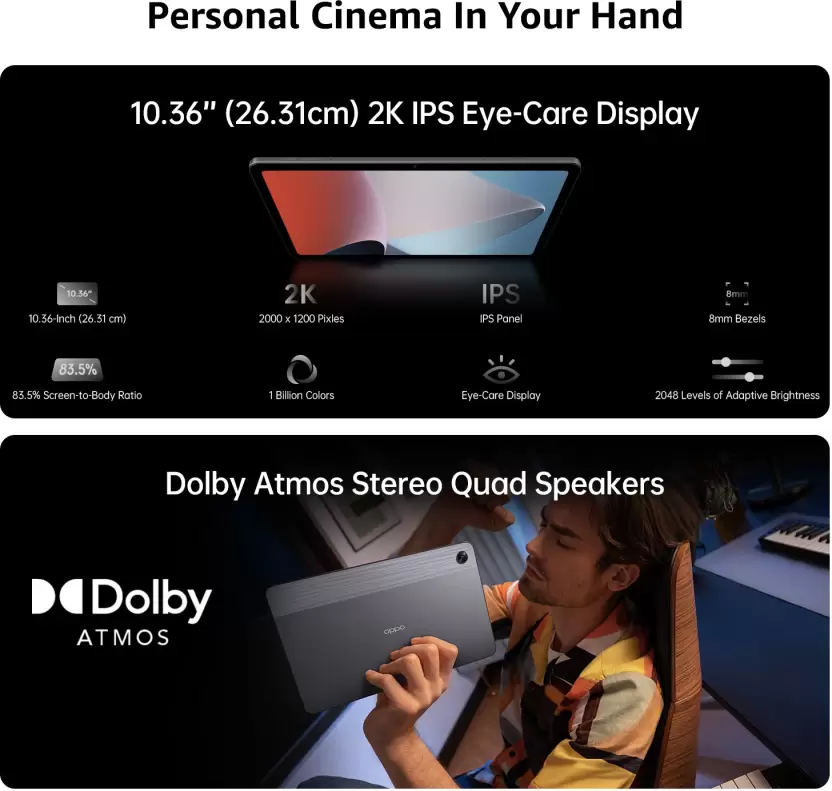 Personal Cinema In Your Hand
10.36″ (26.31cm) 2K IPS Eye-Care Display
10.36″
2K
IPS
8mm
10.36-Inch (26.31 cm)
2000 x 1200 Pixles
IPS Panel
8mm Bezels
83.5%
83.5% Screen-to-Body Ratio
1 Billion Colors
Eye-Care Display
2048 Levels of Adaptive Brightness
Dolby Atmos Stereo Quad Speakers
Dolby
ATMOS
oppo